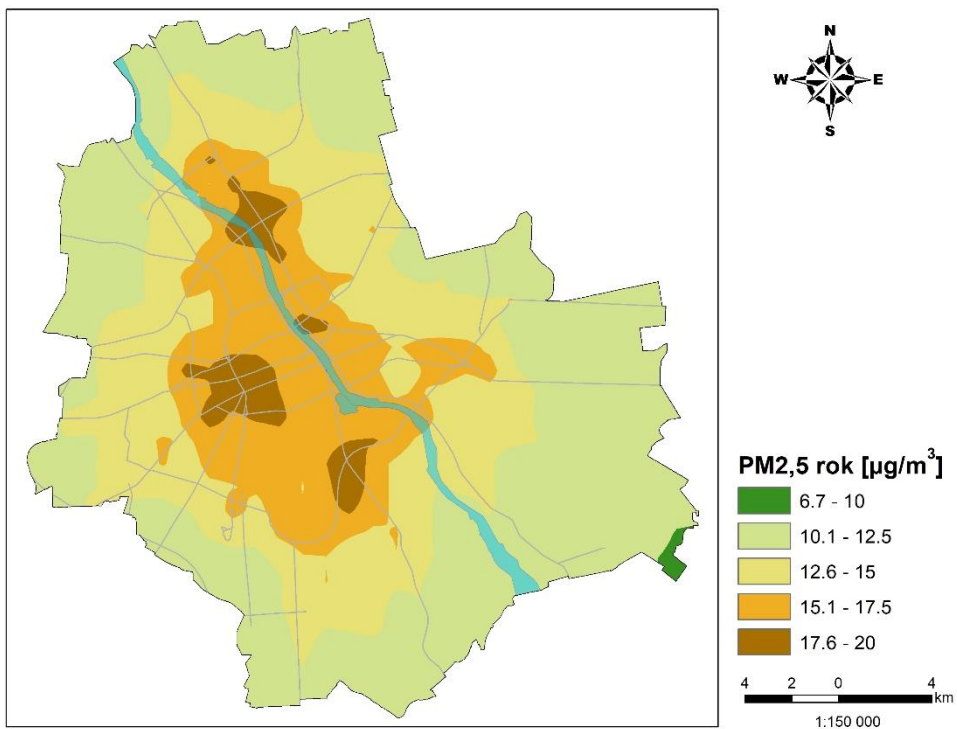 N
W E
S
PM2,5 rok [µg/m³]
6.7 - 10
10.1 - 12.5
12.6 - 15
15.1 - 17.5
17.6 - 20
4 2 0 4
km
1:150 000